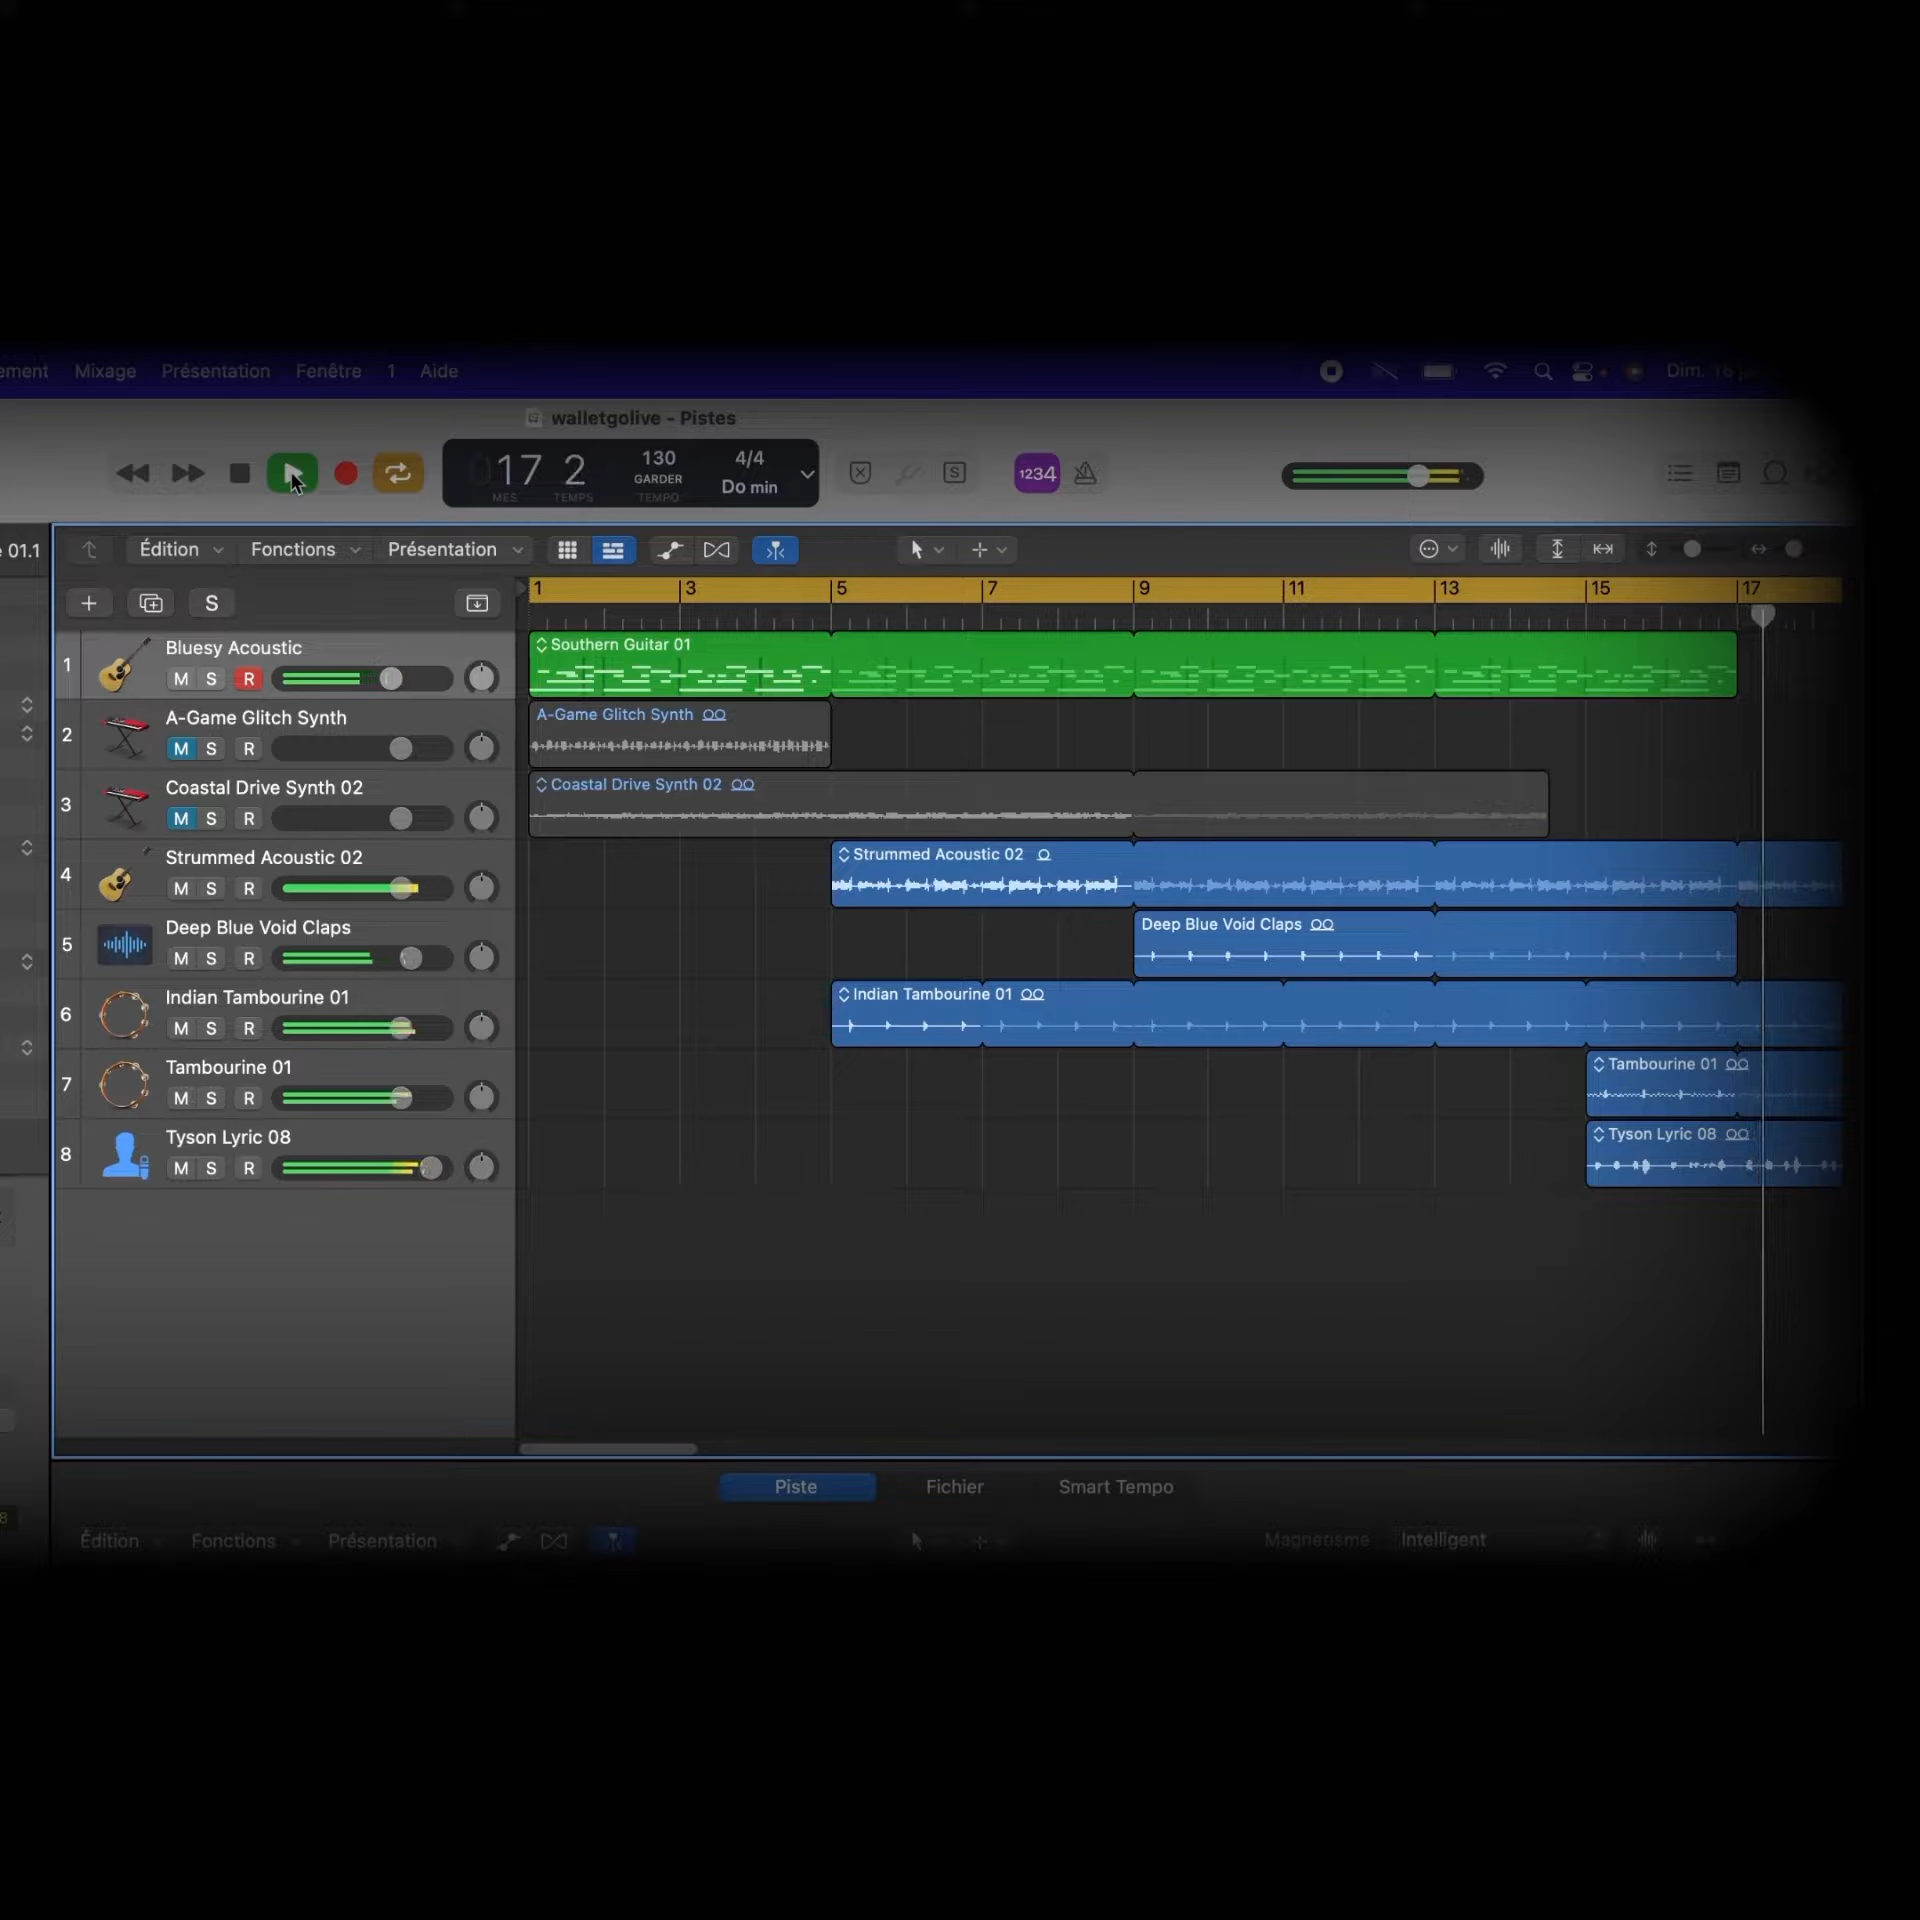 ement Mixage Présentation Fenêtre 1 Aide Dim. 16
walletgolive - Pistes
17 2 130 4/4
GARDER Do min
MES TEMPS TEMPO
S 1234
01.1 Édition Fonctions Présentation
S
1 3 5 7 9 11 13 15 17
1 Bluesy Acoustic
M S R
Southern Guitar 01
2 A-Game Glitch Synth
M S R
A-Game Glitch Synth
3 Coastal Drive Synth 02
M S R
Coastal Drive Synth 02
4 Strummed Acoustic 02
M S R
Strummed Acoustic 02
5 Deep Blue Void Claps
M S R
Deep Blue Void Claps
6 Indian Tambourine 01
M S R
Indian Tambourine 01
7 Tambourine 01
M S R
Tambourine 01
8 Tyson Lyric 08
M S R
Tyson Lyric 08
Piste Fichier Smart Tempo
8
Édition Fonctions Présentation Magnétisme Intelligent